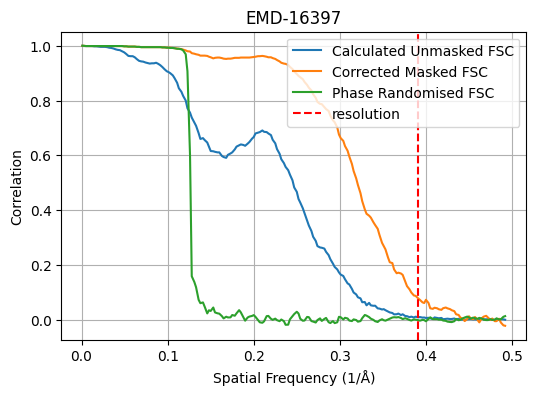 EMD-16397
Calculated Unmasked FSC
Corrected Masked FSC
Phase Randomised FSC
resolution
Correlation
1.0
0.8
0.6
0.4
0.2
0.0
0.0 0.1 0.2 0.3 0.4 0.5
Spatial Frequency (1/Å)